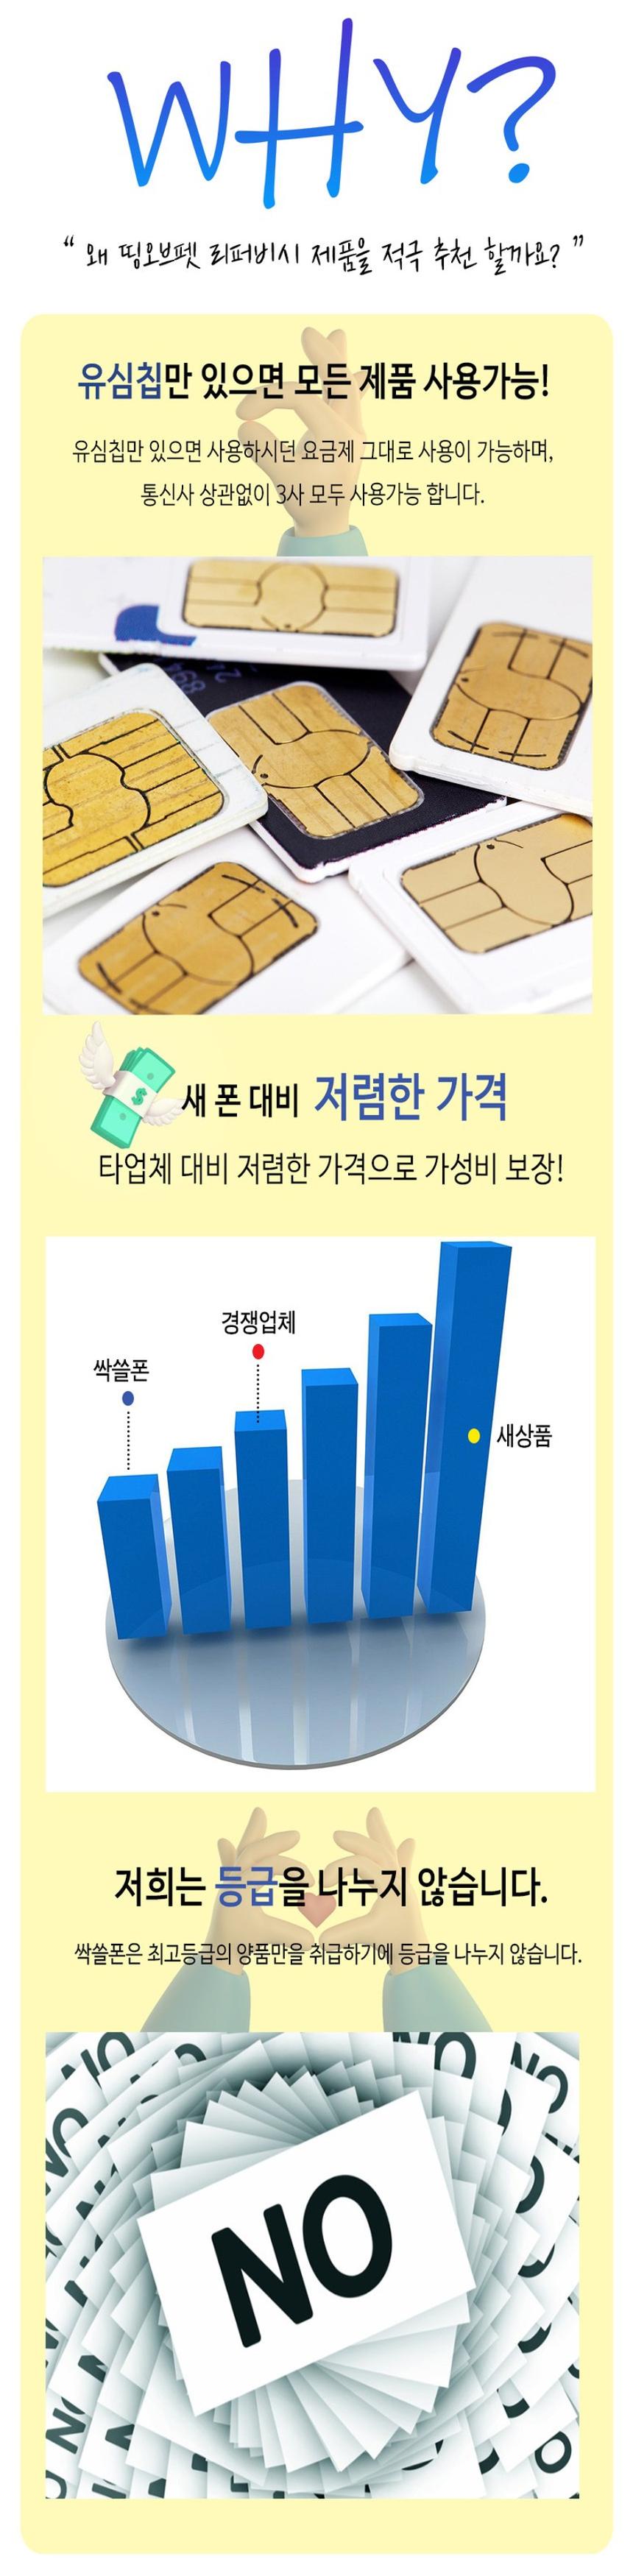 WHY?
“ 왜 띵오브펫 리퍼비시 제품을 적극 추천 할까요? ”
유심칩만 있으면 모든 제품 사용가능!
유심칩만 있으면 사용하시던 요금제 그대로 사용이 가능하며,
통신사 상관없이 3사 모두 사용가능 합니다.
새 폰 대비 저렴한 가격
타업체 대비 저렴한 가격으로 가성비 보장!
경쟁업체
싹쓸폰
새상품
저희는 등급을 나누지 않습니다.
싹쓸폰은 최고등급의 양품만을 취급하기에 등급을 나누지 않습니다.
NO
NO
NO
NO